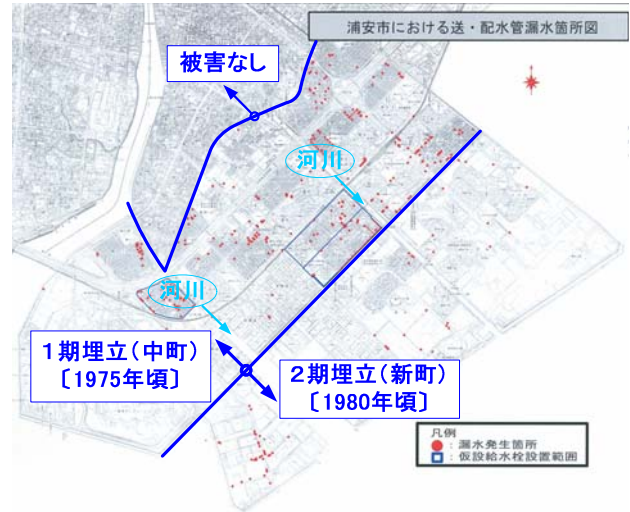 浦安市における送・配水管漏水箇所図
被害なし
河川
河川
1期埋立(中町)
〔1975年頃〕
2期埋立(新町)
〔1980年頃〕
凡例
:漏水発生箇所
:仮設給水栓設置範囲